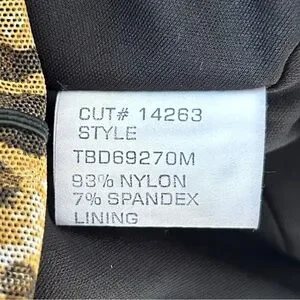 CUT# 14263
STYLE
TBD69270M
93% NYLON
7% SPANDEX
LINING